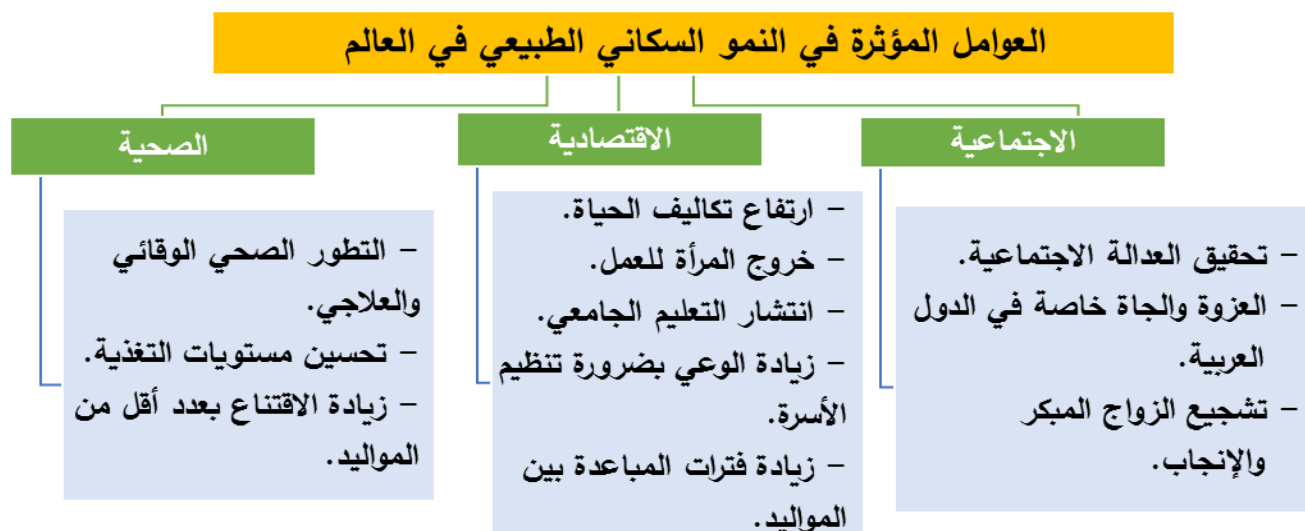 العوامل المؤثرة في النمو السكاني الطبيعي في العالم
الاجتماعية
– تحقيق العدالة الاجتماعية.
– العزوة والجاة خاصة في الدول
العربية.
– تشجيع الزواج المبكر
والإنجاب.
الاقتصادية
– ارتفاع تكاليف الحياة.
– خروج المرأة للعمل.
– انتشار التعليم الجامعي.
– زيادة الوعي بضرورة تنظيم
الأسرة.
– زيادة فترات المباعدة بين
المواليد.
الصحية
– التطور الصحي الوقائي
والعلاجي.
– تحسين مستويات التغذية.
– زيادة الاقتناع بعدد أقل من
المواليد.